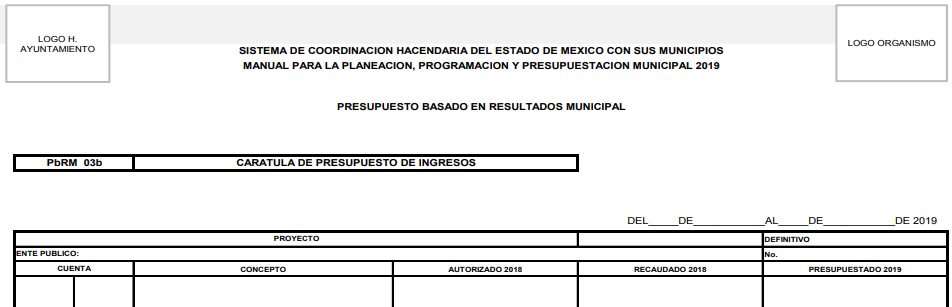 LOGO H.
AYUNTAMIENTO
LOGO ORGANISMO
SISTEMA DE COORDINACION HACENDARIA DEL ESTADO DE MEXICO CON SUS MUNICIPIOS
MANUAL PARA LA PLANEACION, PROGRAMACION Y PRESUPUESTACION MUNICIPAL 2019
PRESUPUESTO BASADO EN RESULTADOS MUNICIPAL
PbRM 03b CARATULA DE PRESUPUESTO DE INGRESOS
DEL_____DE____________AL_____DE____________DE 2019
PROYECTO DEFINITIVO
ENTE PUBLICO: No.
CUENTA CONCEPTO AUTORIZADO 2018 RECAUDADO 2018 PRESUPUESTADO 2019